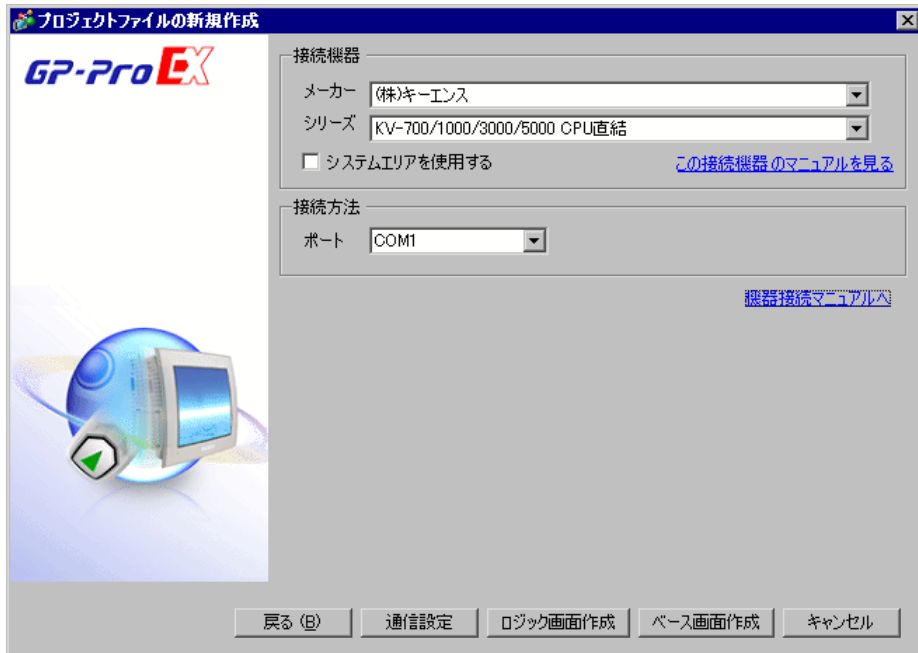 プロジェクトファイルの新規作成
GP-Pro EX
接続機器
メーカー (株)キーエンス
シリーズ KV-700/1000/3000/5000 CPU直結
システムエリアを使用する この接続機器のマニュアルを見る
接続方法
ポート COM1
機器接続マニュアルへ
戻る (B) 通信設定 ロジック画面作成 ベース画面作成 キャンセル